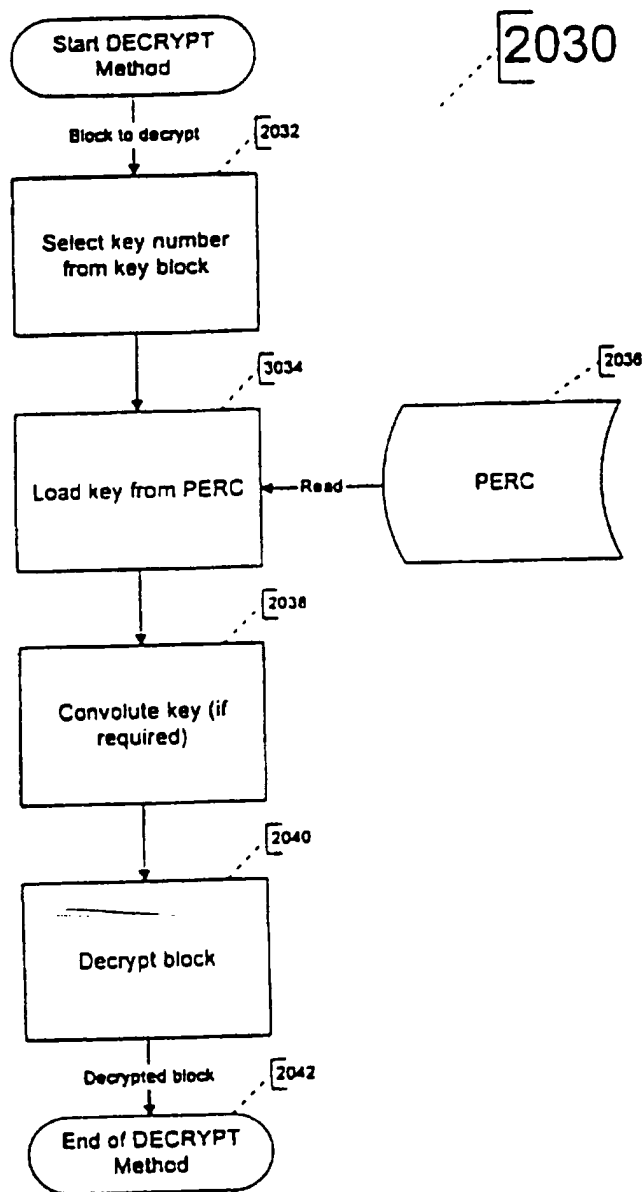 Start DECRYPT
Method
2030
Block to decrypt
2032
Select key number
from key block
3034
2036
Load key from PERC
Read
PERC
2038
Convolute key (if
required)
2040
Decrypt block
Decrypted block
2042
End of DECRYPT
Method